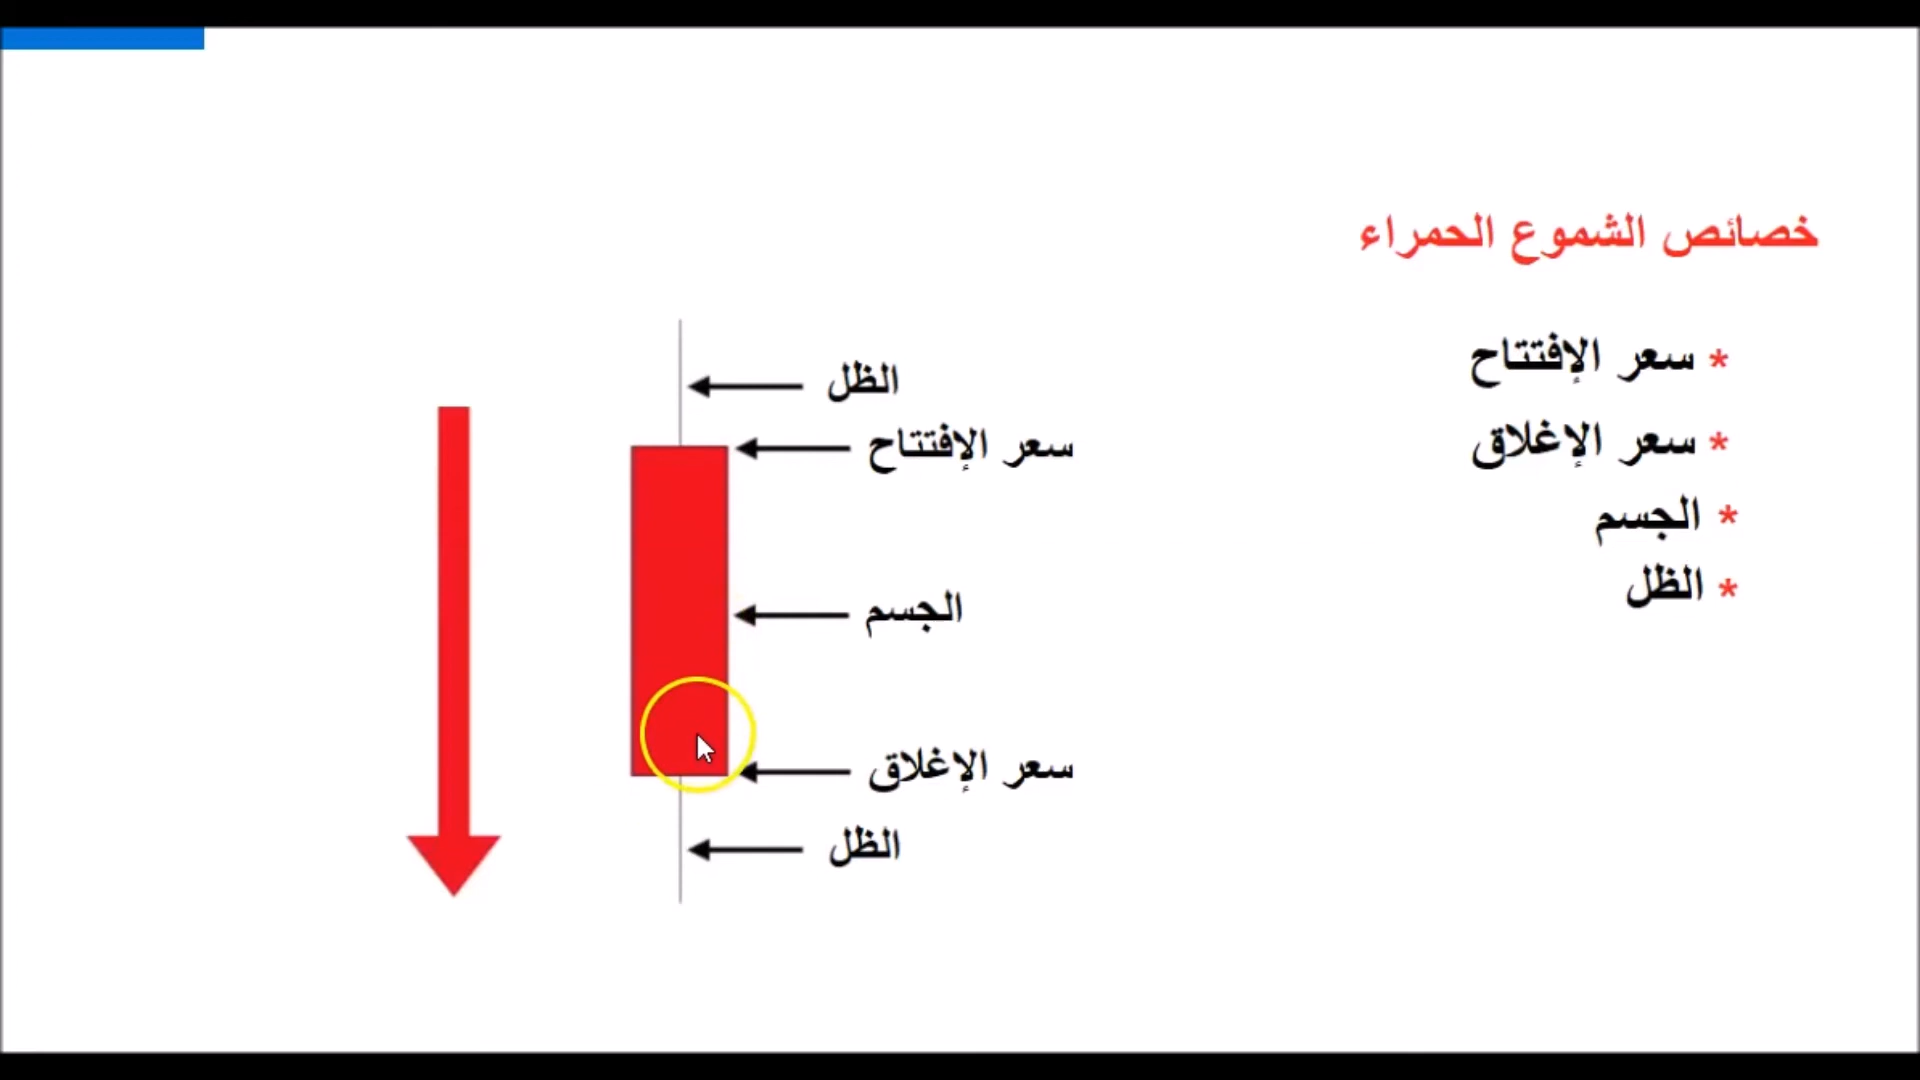 خصائص الشموع الحمراء
* سعر الإفتتاح
* سعر الإغلاق
* الجسم
* الظل
الظل
سعر الإفتتاح
الجسم
سعر الإغلاق
الظل